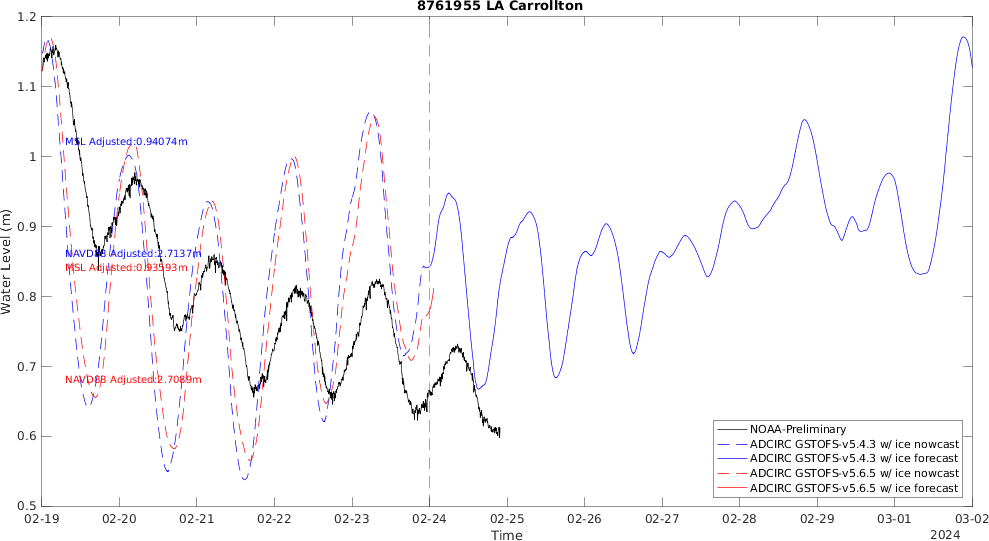 8761955 LA Carrollton
1.2
1.1
1
0.9
0.8
0.7
0.6
0.5
Water Level (m)
MSL Adjusted:0.94074m
NAVD88 Adjusted:2.7137m
MSL Adjusted:0.93593m
NAVD88 Adjusted:2.7089m
NOAA-Preliminary
ADCIRC GSTOFS-v5.4.3 w/ ice nowcast
ADCIRC GSTOFS-v5.4.3 w/ ice forecast
ADCIRC GSTOFS-v5.6.5 w/ ice nowcast
ADCIRC GSTOFS-v5.6.5 w/ ice forecast
02-19 02-20 02-21 02-22 02-23 02-24 02-25 02-26 02-27 02-28 02-29 03-01 03-02
Time
2024